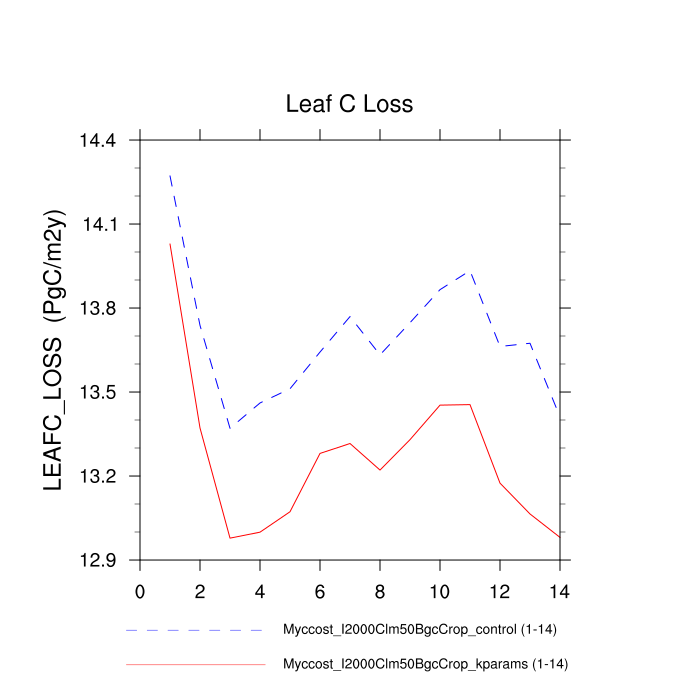 Leaf C Loss
LEAFC_LOSS (PgC/m2y)
14.4
14.1
13.8
13.5
13.2
12.9
0 2 4 6 8 10 12 14
Myccost_I2000Clm50BgcCrop_control (1-14)
Myccost_I2000Clm50BgcCrop_kparams (1-14)